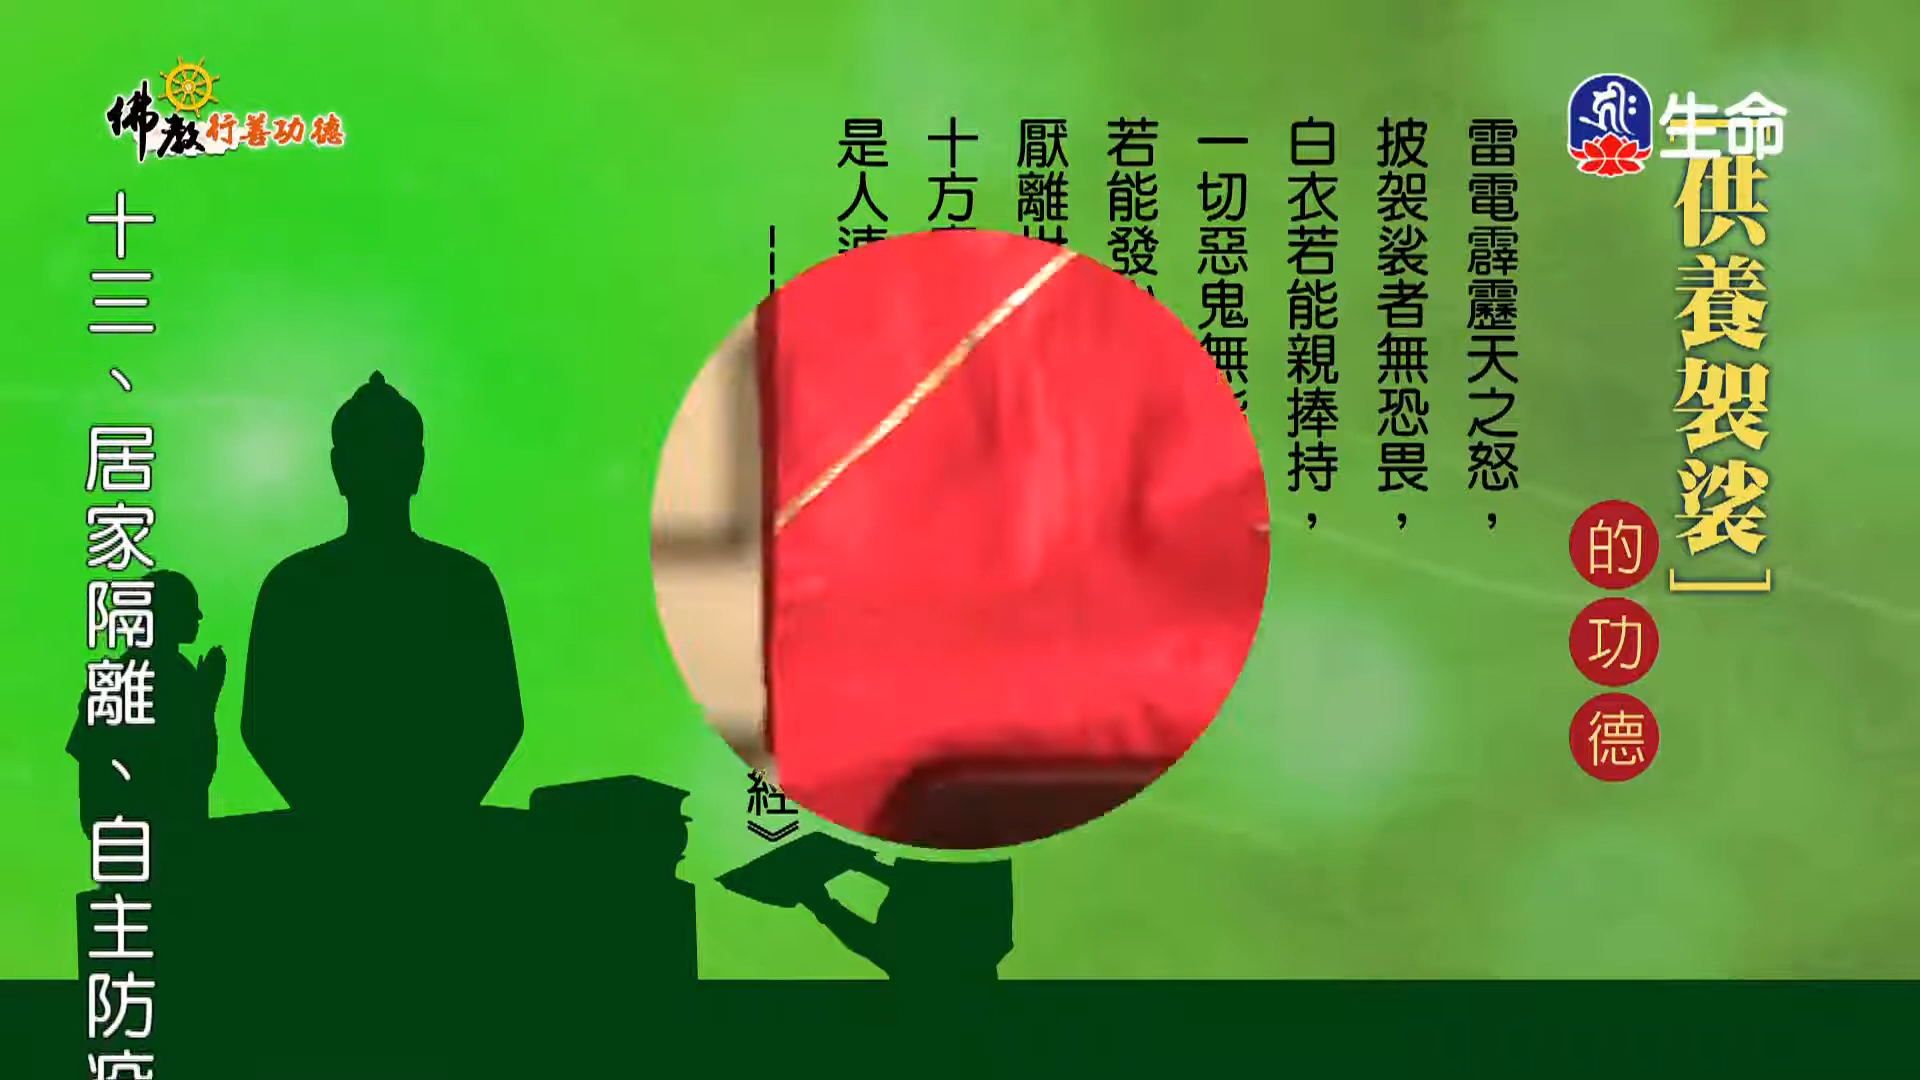 佛教行善功德
生命
供養袈裟］
的功德
雷電霹靂天之怒，
披袈裟者無恐畏，
白衣若能親捧持，
一切惡鬼無
若能發
厭離
十方
是人
經》
十三、居家隔離、自主防疫